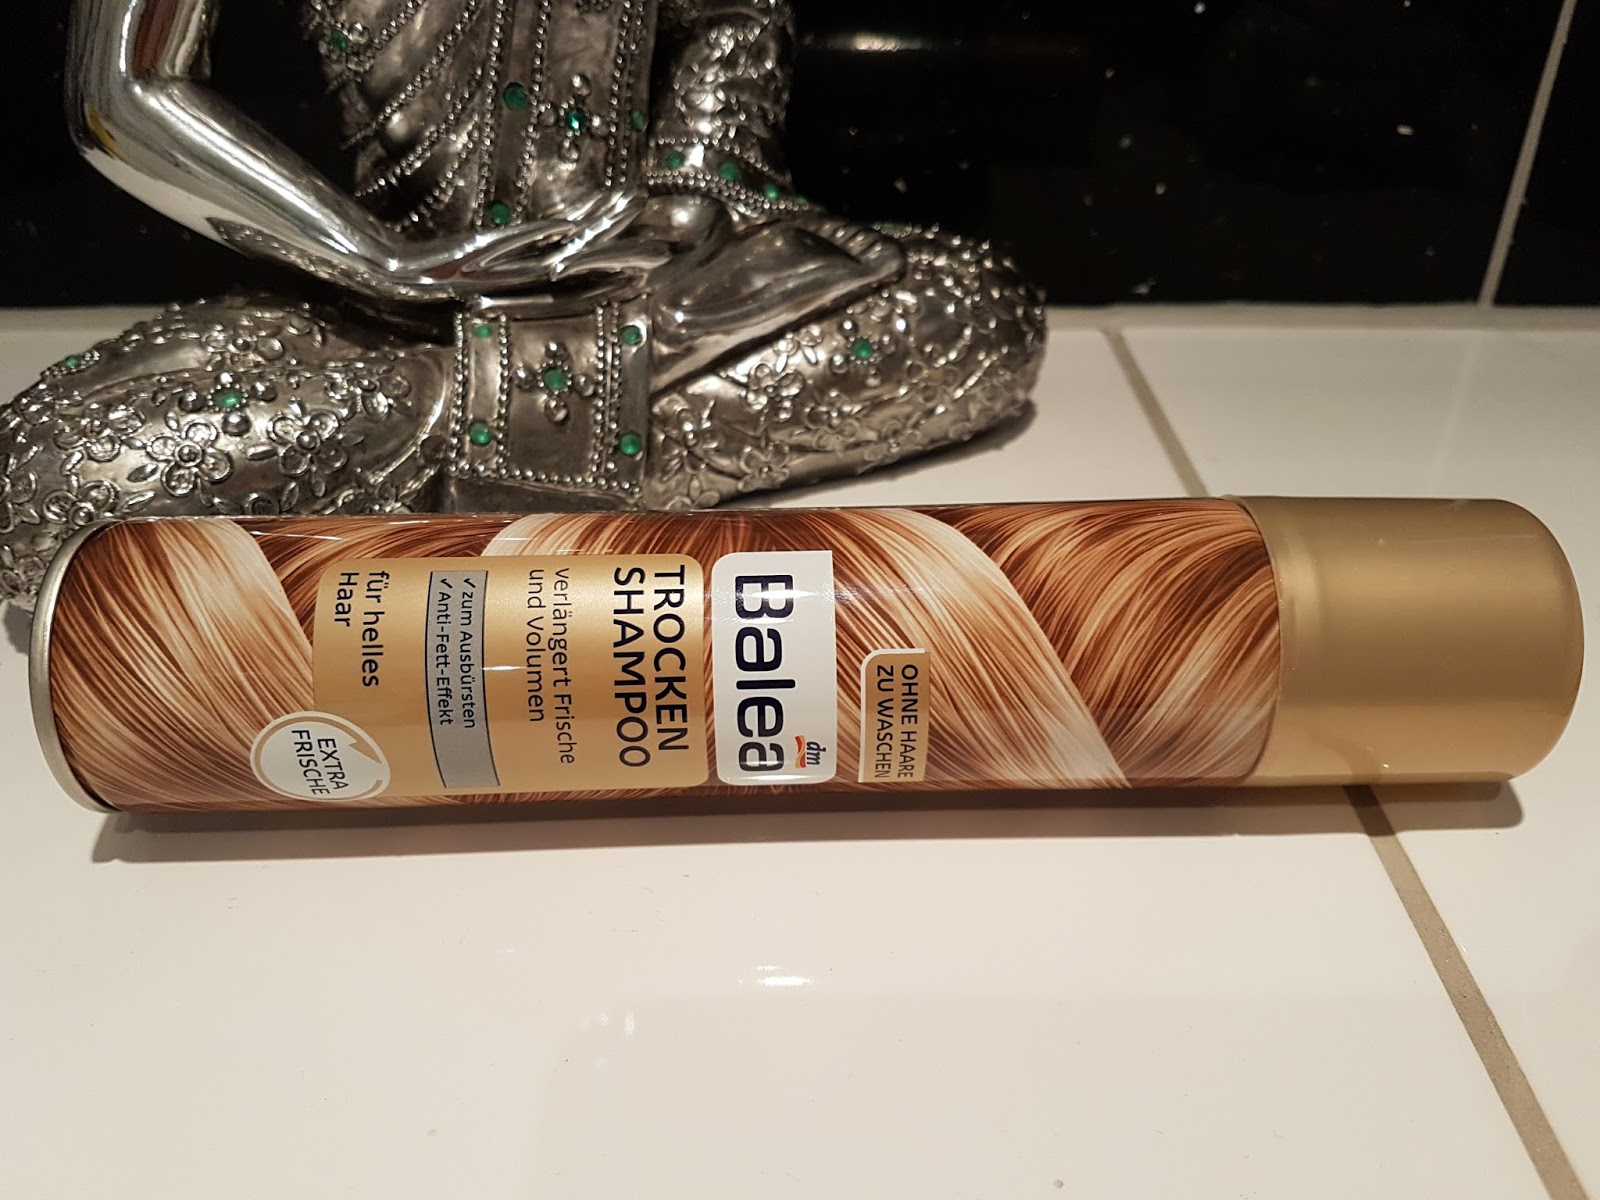 OHNE HAARE
ZU WASCHEN
dm
Balea
TROCKEN
SHAMPOO
verlängert Frische
und Volumen
✓zum Ausbürsten
✓Anti-Fett-Effekt
für helles
Haar
EXTRA
FRISCHE